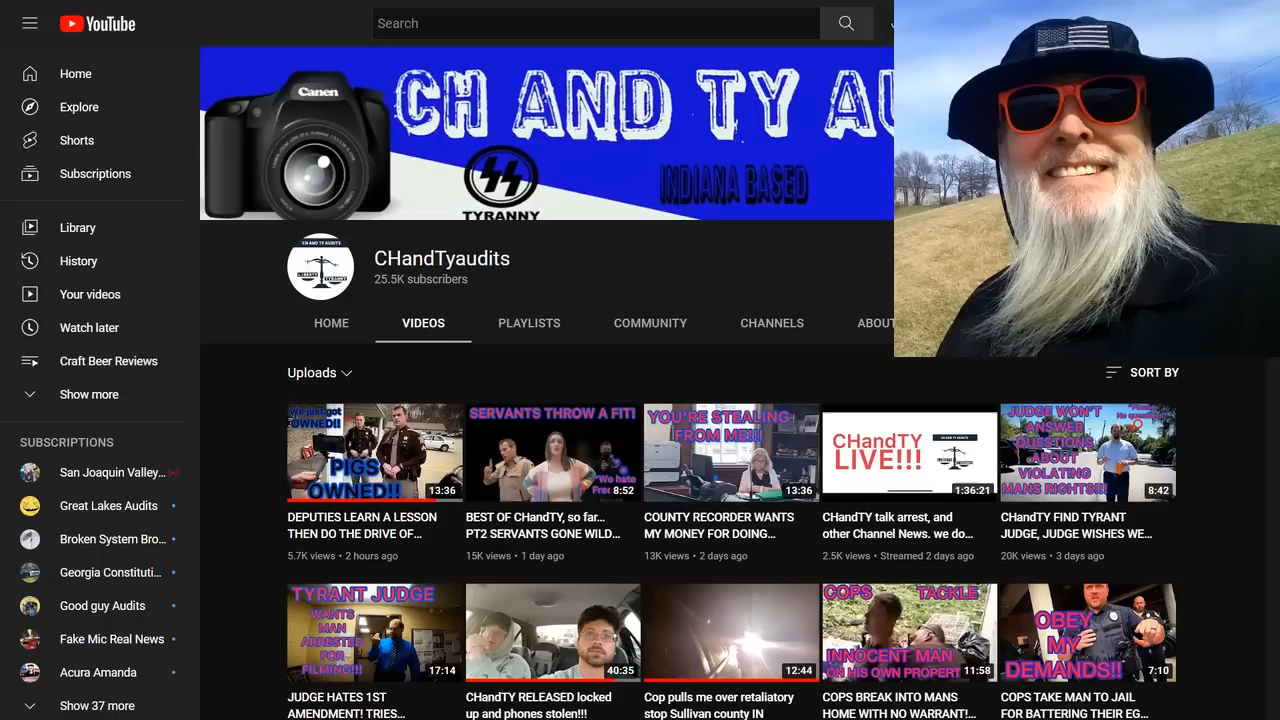 YouTube
Search
Home
Explore
Shorts
Subscriptions
Library
History
Your videos
Watch later
Craft Beer Reviews
Show more
SUBSCRIPTIONS
San Joaquin Valley...
Great Lakes Audits
Broken System Bro...
Georgia Constituti...
Good guy Audits
Fake Mic Real News
Acura Amanda
Show 37 more
Canen
CH AND TY AU
TYRANNY
INDIANA BASED
CH AND TY AUDITS
LIBERTY TYRANNY
CHandTyaudits
25.5K subscribers
HOME VIDEOS PLAYLISTS COMMUNITY CHANNELS ABOUT
Uploads
SORT BY
We just got
OWNED!!
PIGS
OWNED!!
13:36
DEPUTIES LEARN A LESSON
THEN DO THE DRIVE OF...
5.7K views • 2 hours ago
SERVANTS THROW A FIT!
"We hate
Free
8:52
BEST OF CHandTY, so far...
PT2 SERVANTS GONE WILD...
15K views • 1 day ago
YOU'RE STEALING
FROM ME!!!
13:36
COUNTY RECORDER WANTS
MY MONEY FOR DOING...
13K views • 2 days ago
CHandTY
LIVE!!!
1:36:21
CHandTY talk arrest, and
other Channel News. we do...
2.5K views • Streamed 2 days ago
JUDGE WON'T
ANSWER
QUESTIONS
ABOUT
VIOLATING
MANS RIGHTS!!!
8:42
CHandTY FIND TYRANT
JUDGE, JUDGE WISHES WE...
20K views • 3 days ago
TYRANT JUDGE
WANTS
MAN
ARRESTED
FOR
FILMING!!!
17:14
JUDGE HATES 1ST
AMENDMENT! TRIES...
40:35
CHandTY RELEASED locked
up and phones stolen!!!
12:44
Cop pulls me over retaliatory
stop Sullivan county IN
COPS TACKLE
INNOCENT MAN
ON HIS OWN PROPERT
11:58
COPS BREAK INTO MANS
HOME WITH NO WARRANT!...
OBEY
MY
DEMANDS!!
7:10
COPS TAKE MAN TO JAIL
FOR BATTERING THEIR EG...